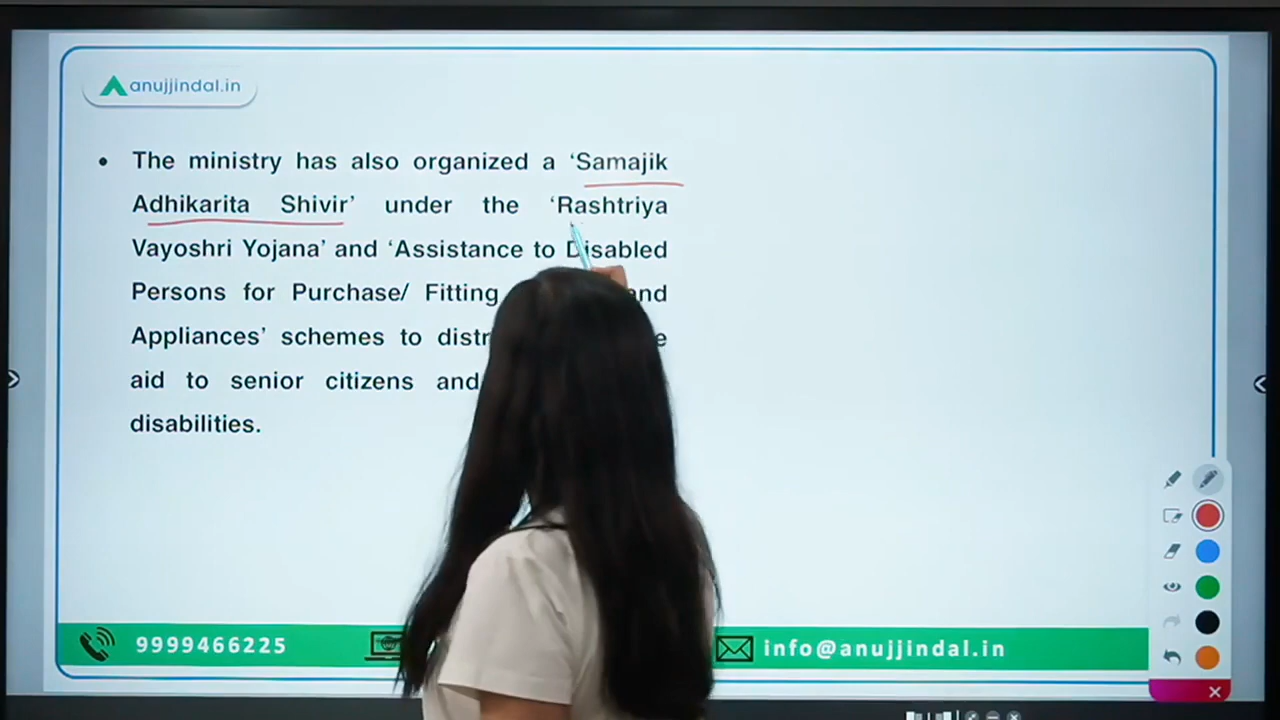 anujjindal.in
• The ministry has also organized a ‘Samajik
Adhikarita Shivir’ under the ‘Rashtriya
Vayoshri Yojana’ and ‘Assistance to Disabled
Persons for Purchase/ Fitting and
Appliances’ schemes to
aid to senior citizens and
disabilities.
9999466225
info@anujjindal.in